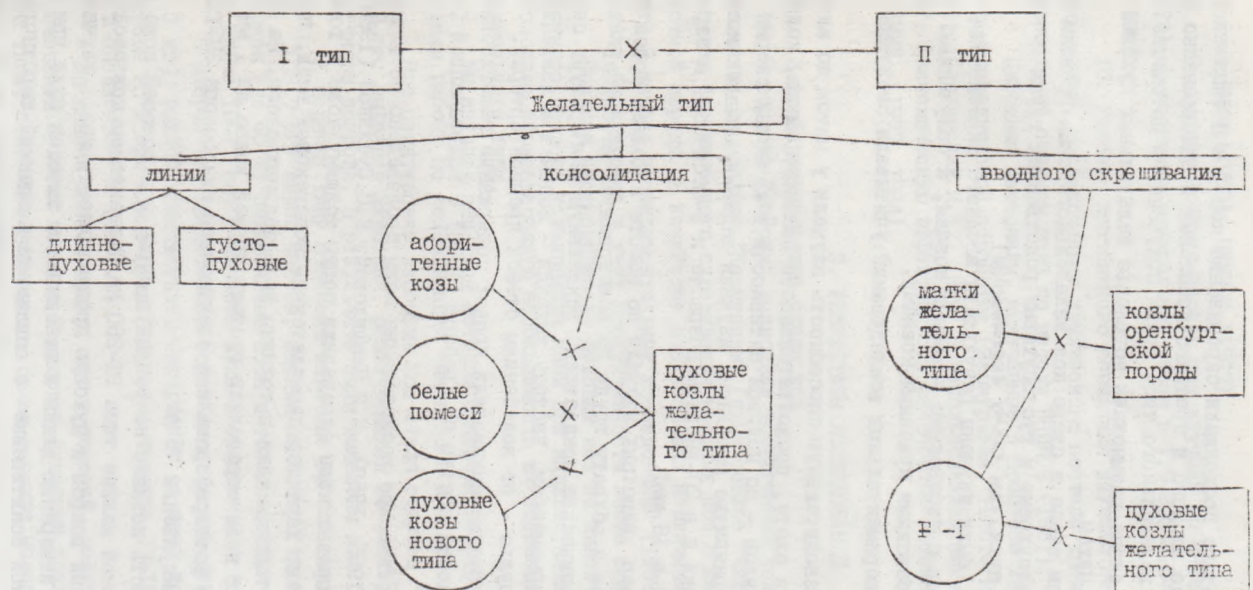 I тип
×
II тип
Желательный тип
линии
консолидация
вводного скрещивания
длинно-
пуховые
густо-
пуховые
абори-
генные
козы
белые
помеси
пуховые
козы
нового
типа
×
×
×
пуховые
козлы
жела-
тельно-
го типа
матки
жела-
тель-
ного
типа
×
козлы
оренбург-
ской
породы
F -I
×
пуховые
козлы
желатель-
ного типа